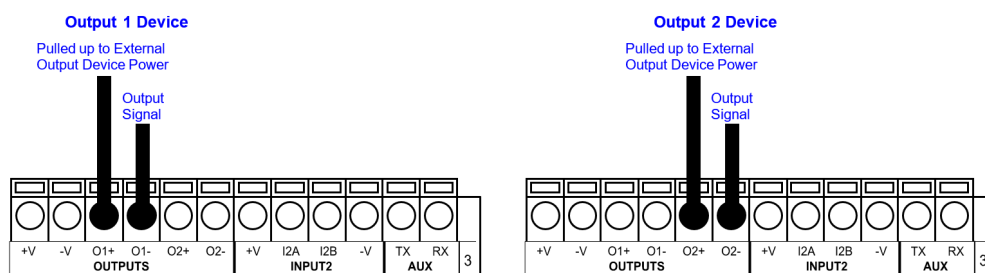 Output 1 Device
Pulled up to External
Output Device Power
Output
Signal
+V -V O1+ O1- O2+ O2- +V I2A I2B -V TX RX 3
OUTPUTS INPUT2 AUX
Output 2 Device
Pulled up to External
Output Device Power
Output
Signal
+V -V O1+ O1- O2+ O2- +V I2A I2B -V TX RX 3
OUTPUTS INPUT2 AUX